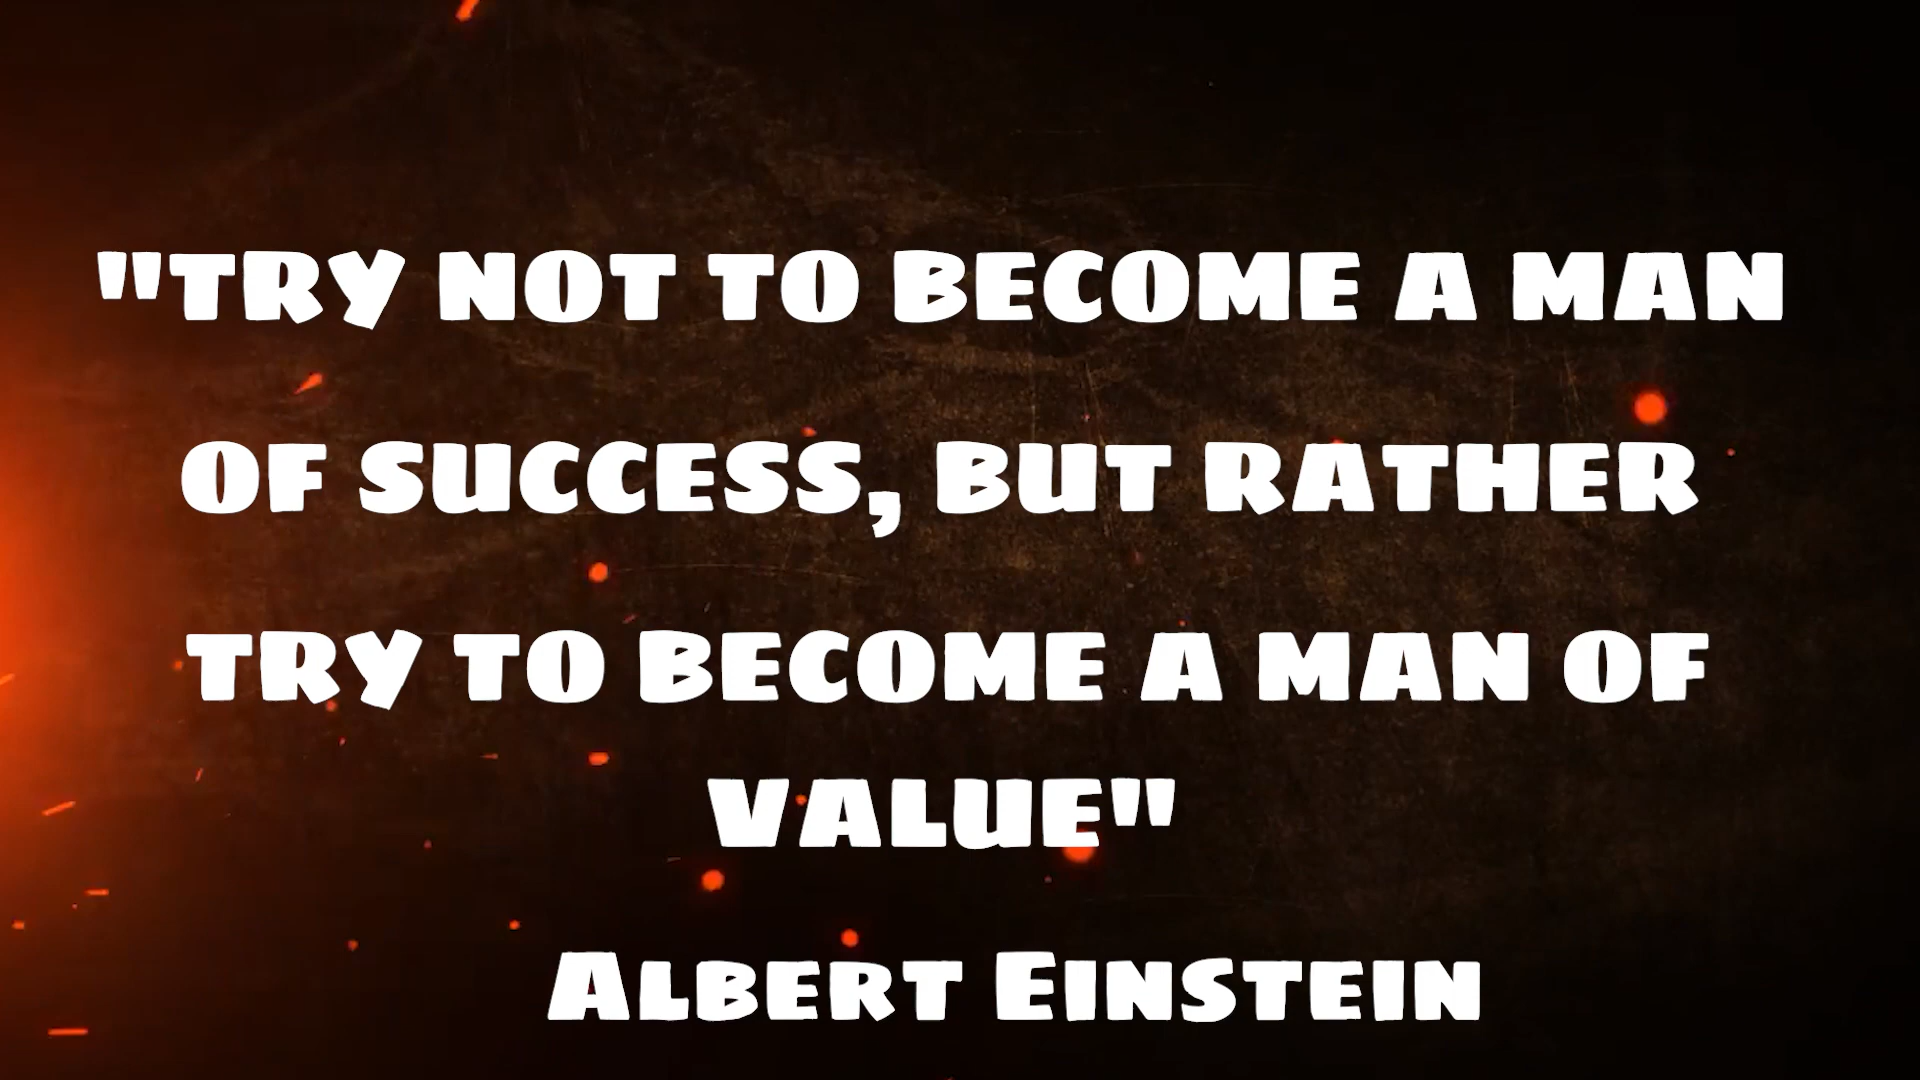 "TRY NOT TO BECOME A MAN
OF SUCCESS, BUT RATHER
TRY TO BECOME A MAN OF
VALUE"
ALBERT EINSTEIN